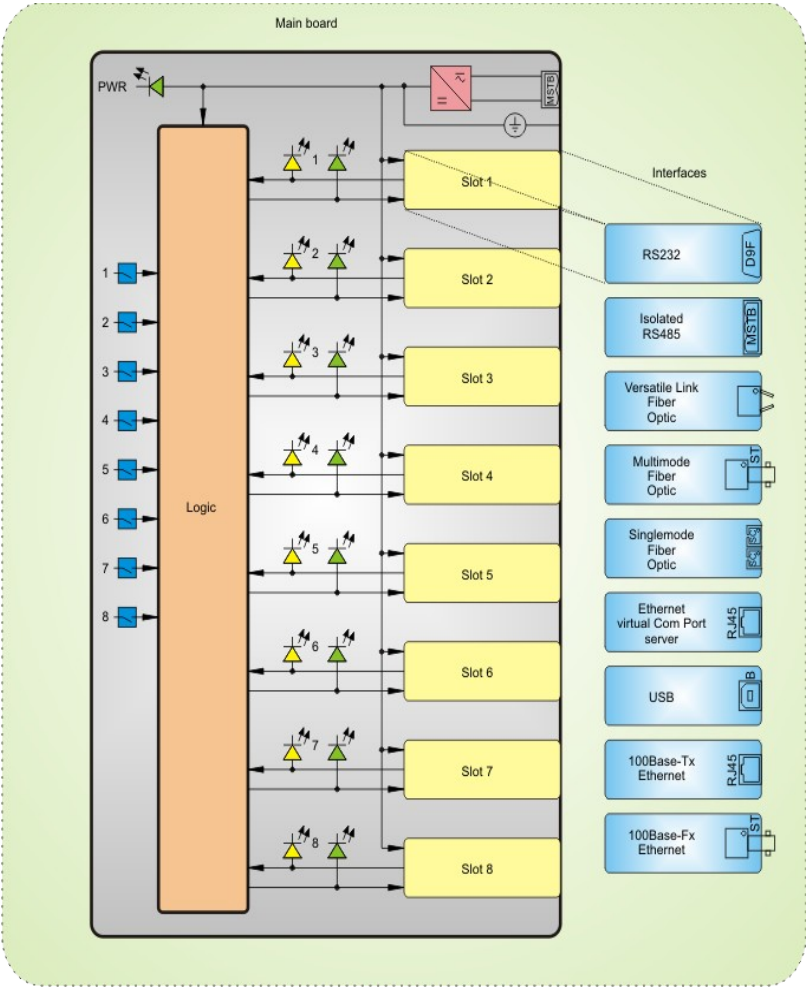 Main board
PWR
MSTB
Interfaces
1
Slot 1
RS232
D9F
1
2
Slot 2
2
Isolated
RS485
MSTB
3
3
Slot 3
Versatile Link
Fiber
Optic
4
4
Slot 4
Multimode
Fiber
Optic
ST
5
Logic
6
5
Slot 5
Singlemode
Fiber
Optic
SC
SC
7
8
Ethernet
virtual Com Port
server
RJ45
6
Slot 6
USB
B
7
Slot 7
100Base-Tx
Ethernet
RJ45
8
Slot 8
100Base-Fx
Ethernet
ST